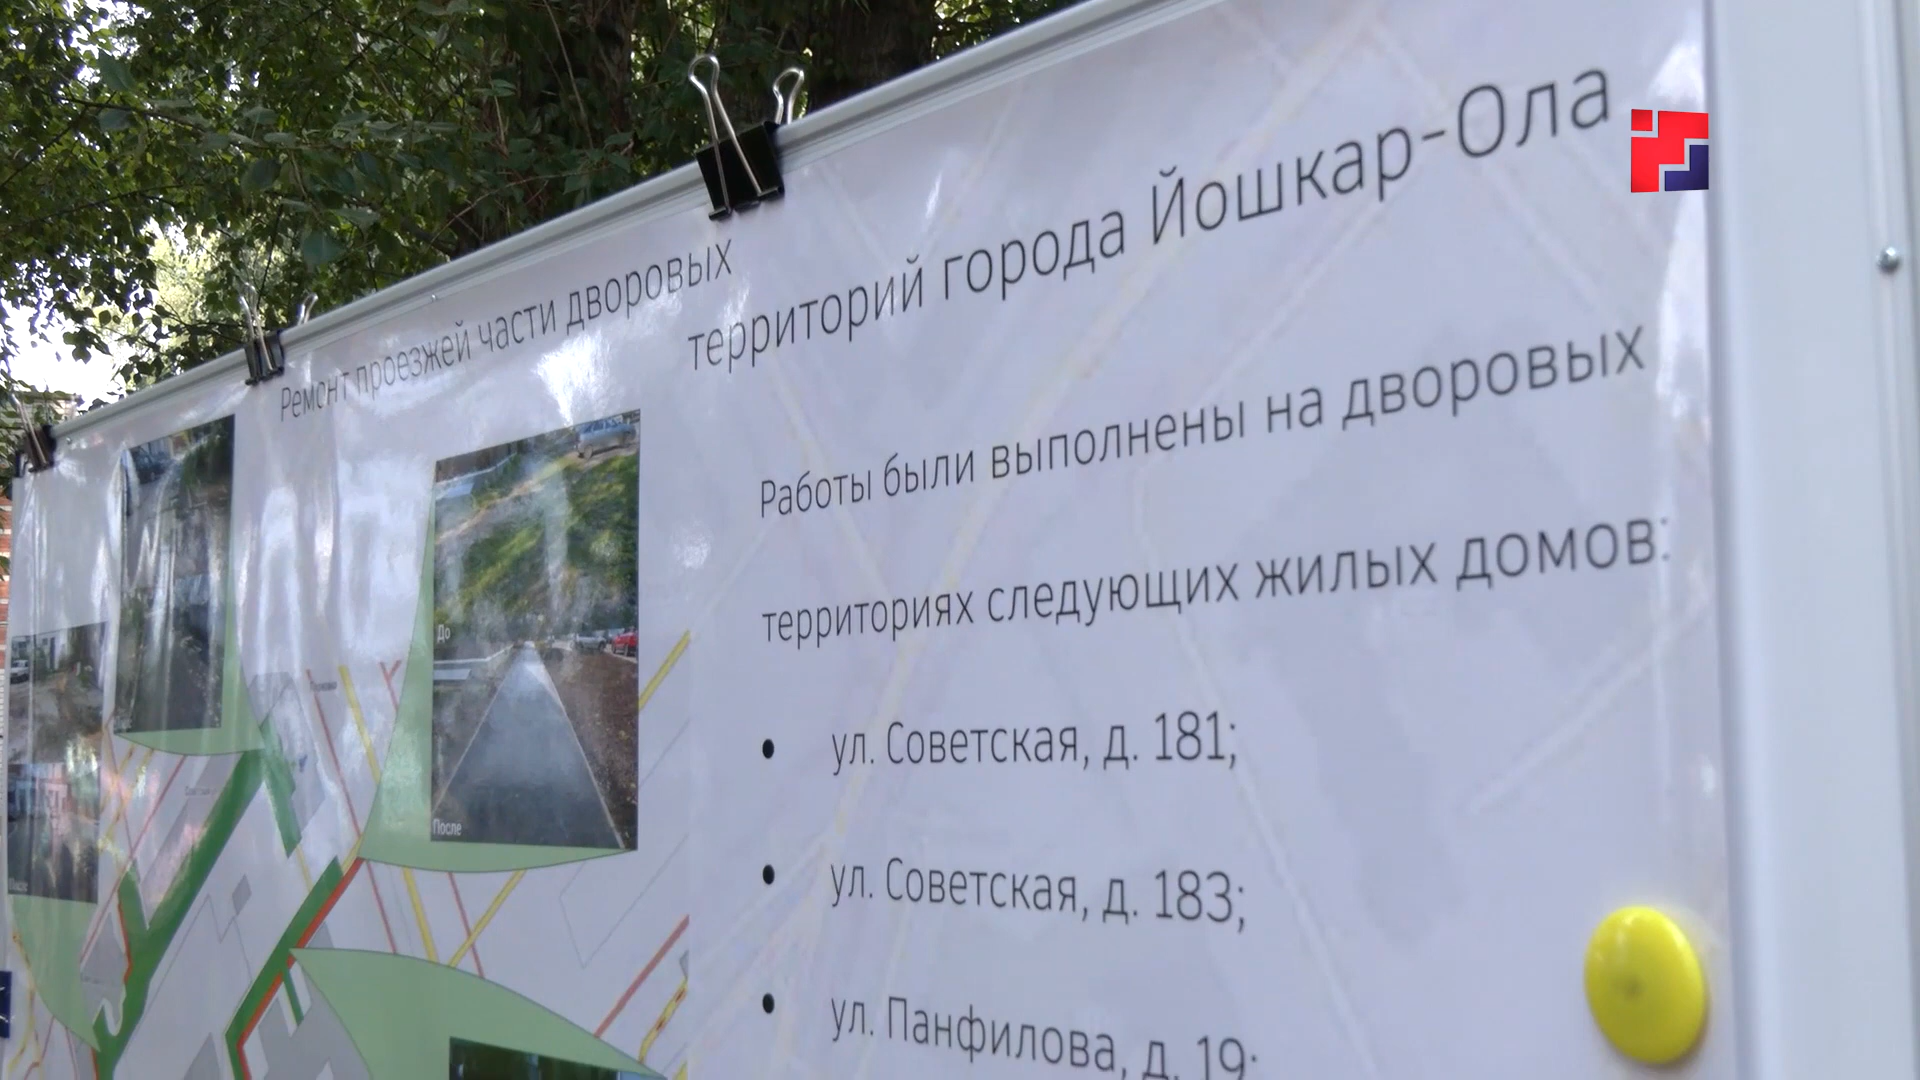 Ремонт проезжей части дворовых
территорий города Йошкар-Ола
Работы были выполнены на дворовых
территориях следующих жилых домов:
• ул. Советская, д. 181;
• ул. Советская, д. 183;
• ул. Панфилова, д. 19;
До
После